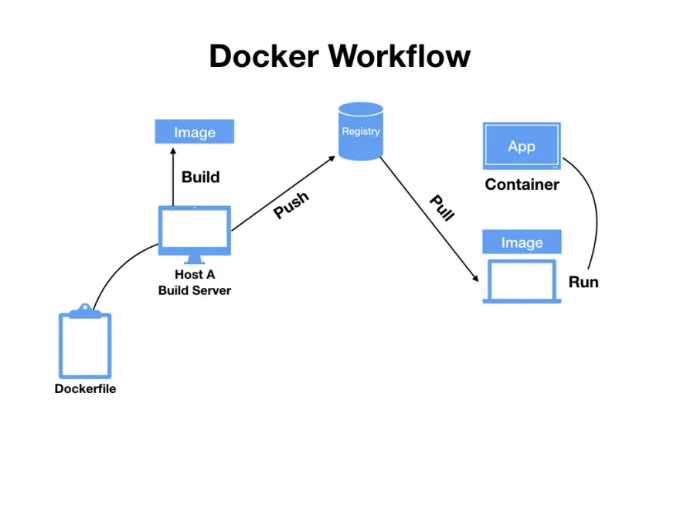 Docker Workflow
Image
Build
Host A
Build Server
Dockerfile
Push
Registry
Pull
App
Container
Image
Run